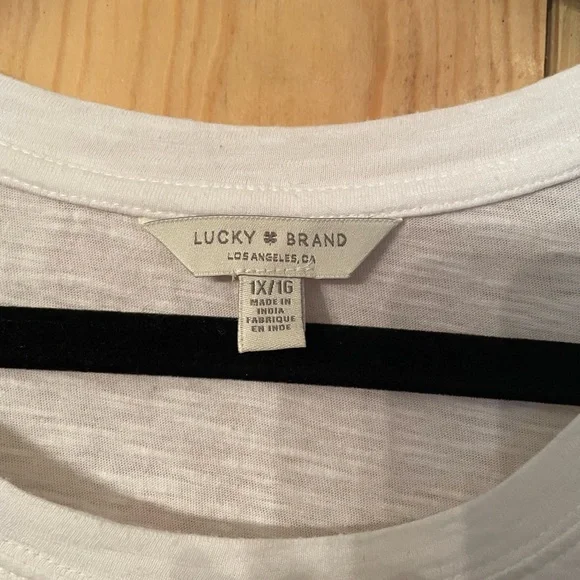 LUCKY BRAND
LOS ANGELES, CA
1X/1G
MADE IN
INDIA
FABRIQUE
EN INDE